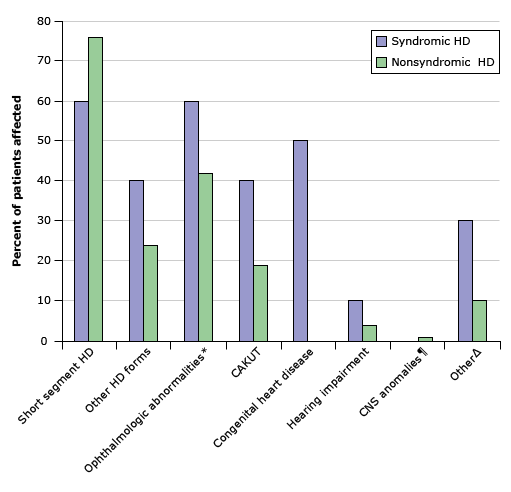 80
70
60
50
40
30
20
10
0
Percent of patients affected
Syndromic HD
Nonsyndromic HD
Short segment HD
Other HD forms
Ophthalmologic abnormalities*
CAKUT
Congenital heart disease
Hearing impairment
CNS anomalies¶
OtherΔ